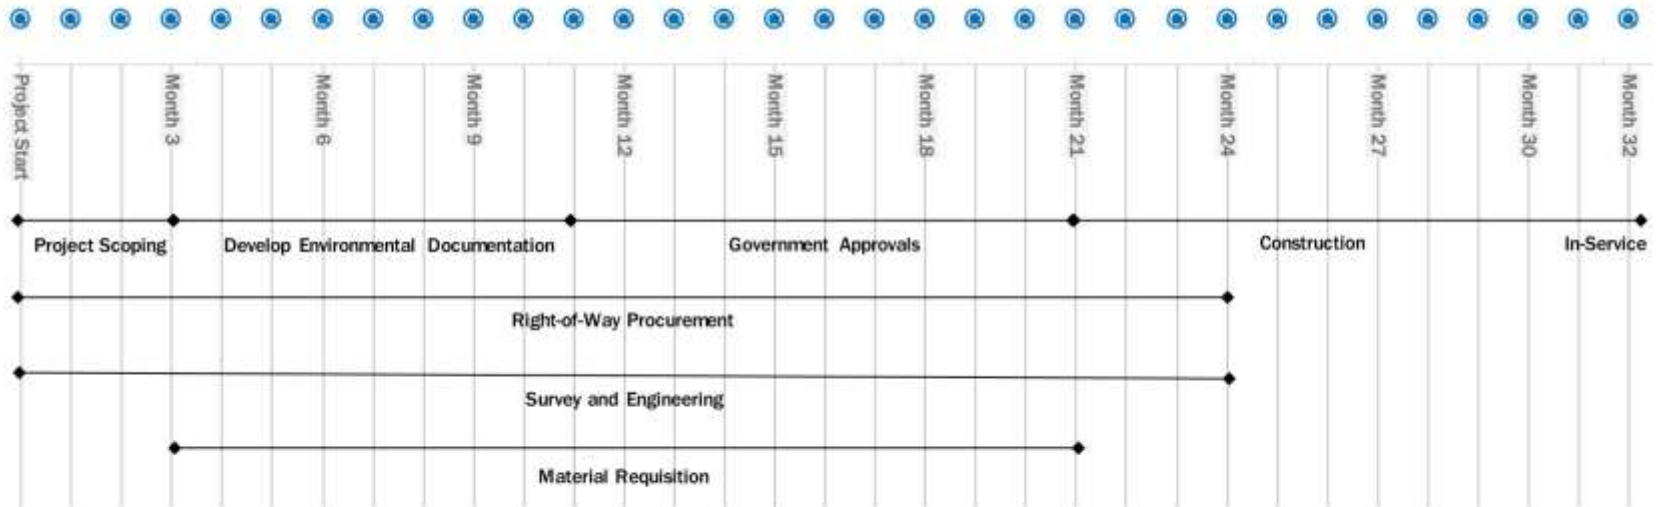 Project Start
Month 3
Month 6
Month 9
Month 12
Month 15
Month 18
Month 21
Month 24
Month 27
Month 30
Month 32
Project Scoping
Develop Environmental Documentation
Government Approvals
Construction
In-Service
Right-of-Way Procurement
Survey and Engineering
Material Requisition